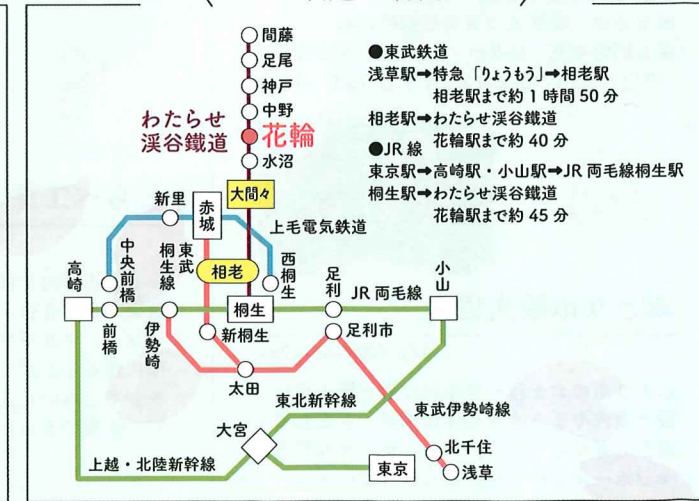 間藤
足尾
神戸
中野
わたらせ
渓谷鐵道
花輪
水沼
大間々
●東武鉄道
浅草駅➡特急「りょうもう」➡相老駅
相老駅まで約1時間50分
相老駅➡わたらせ渓谷鐵道
花輪駅まで約40分
●JR線
東京駅➡高崎駅・小山駅➡JR両毛線桐生駅
桐生駅➡わたらせ渓谷鐵道
花輪駅まで約45分
新里
赤城
上毛電気鉄道
中央前橋
東武
桐生線
相老
西桐生
高崎
前橋
伊勢崎
桐生
新桐生
足利
JR両毛線
小山
足利市
太田
東北新幹線
東武伊勢崎線
大宮
北千住
上越・北陸新幹線
東京
浅草